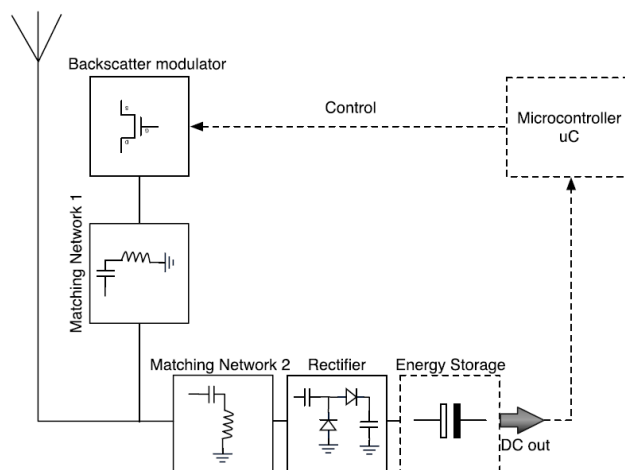 Backscatter modulator
Control
Microcontroller
uC
Matching Network 1
Matching Network 2
Rectifier
Energy Storage
DC out